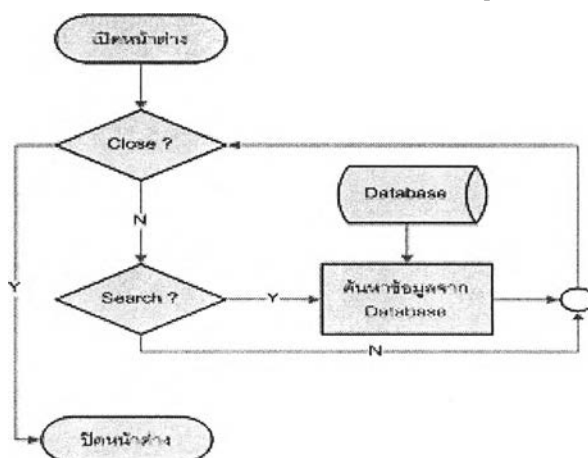 เปิดหน้าต่าง
Close ?
Database
N
Y
Search ?
Y
ค้นหาข้อมูลจาก
Database
N
ปิดหน้าต่าง